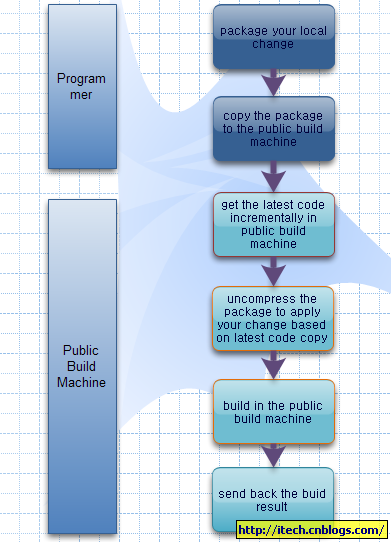 Program
mer
package your local
change
copy the package
to the public build
machine
get the latest code
incrementally in
public build
machine
uncompress the
package to apply
your change based
on latest code copy
Public
Build
Machine
build in the public
build machine
send back the buid
result
http://itech.cnblogs.com/